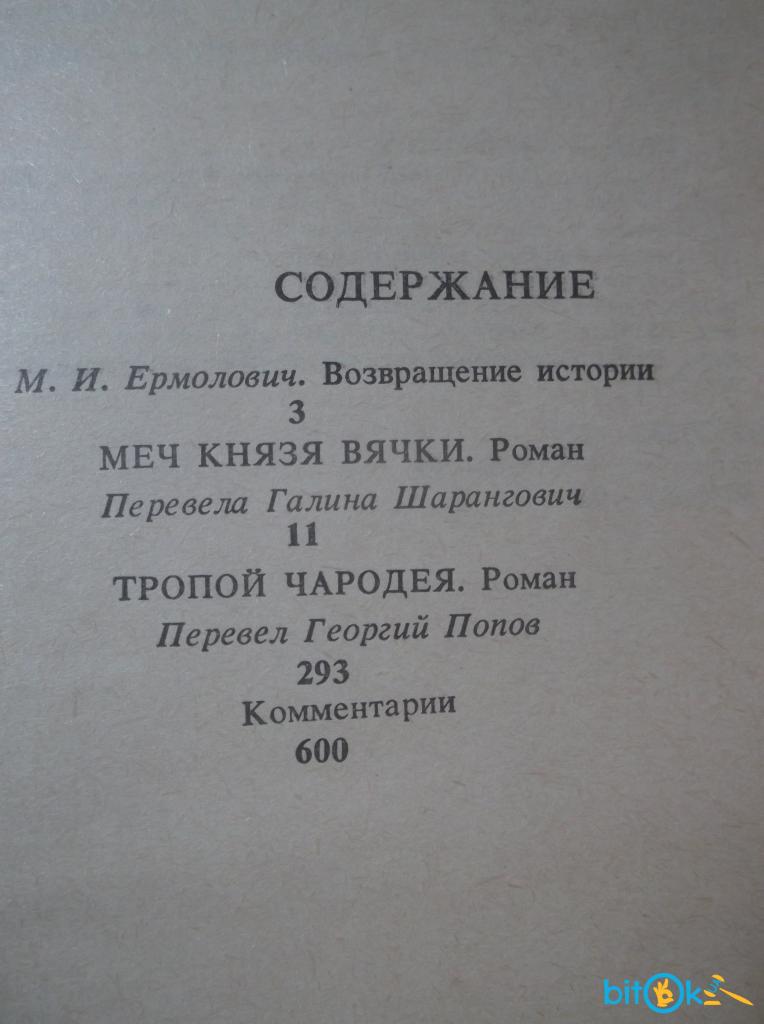 СОДЕРЖАНИЕ
М. И. Ермолович. Возвращение истории
3
МЕЧ КНЯЗЯ ВЯЧКИ. Роман
Перевела Галина Шарангович
11
ТРОПОЙ ЧАРОДЕЯ. Роман
Перевел Георгий Попов
293
Комментарии
600
bitOk